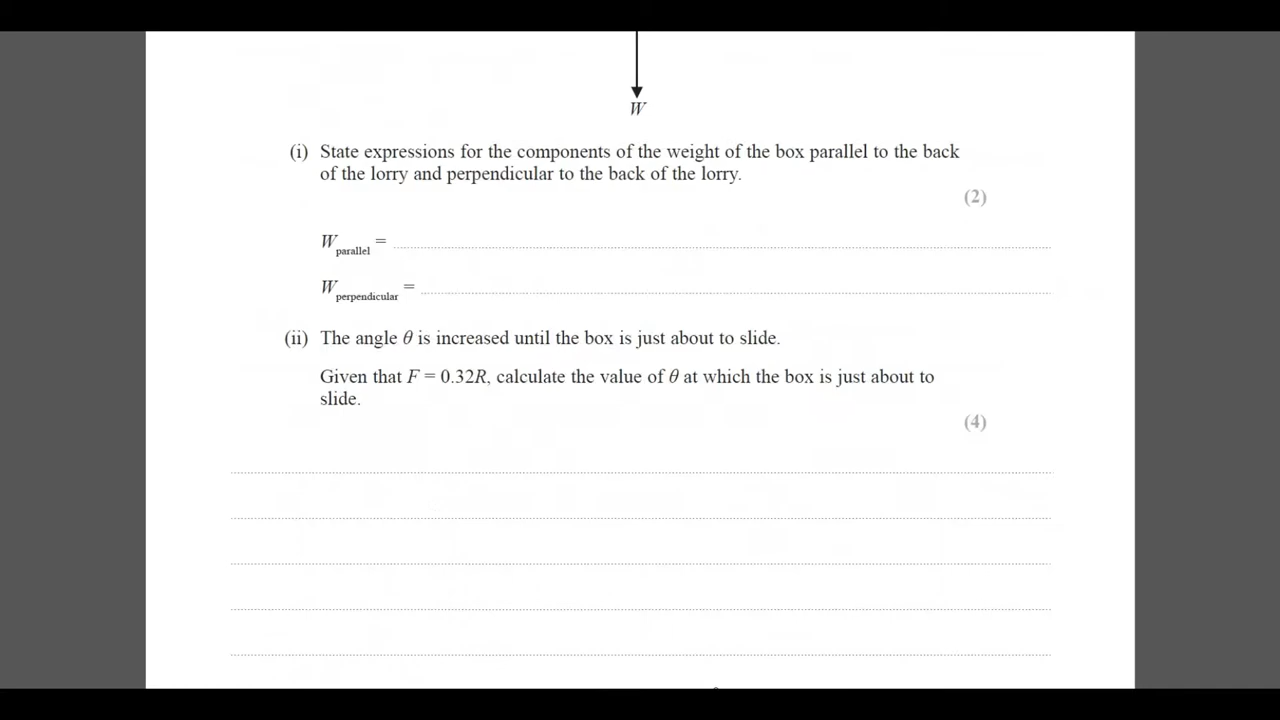 W
(i) State expressions for the components of the weight of the box parallel to the back
of the lorry and perpendicular to the back of the lorry.
(2)
W parallel =
W perpendicular =
(ii) The angle θ is increased until the box is just about to slide.
Given that F = 0.32R, calculate the value of θ at which the box is just about to
slide.
(4)